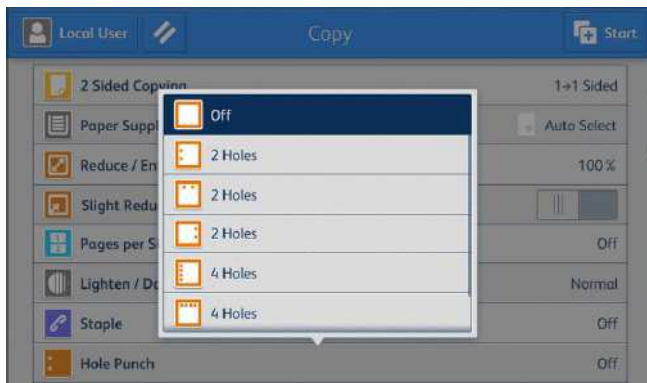 Local User
Copy
Start
2 Sided Copying
1→1 Sided
Paper Suppl
Auto Select
Reduce / En
100%
Slight Redu
Pages per S
Off
Lighten / Da
Normal
Staple
Off
Hole Punch
Off
Off
2 Holes
2 Holes
2 Holes
4 Holes
4 Holes